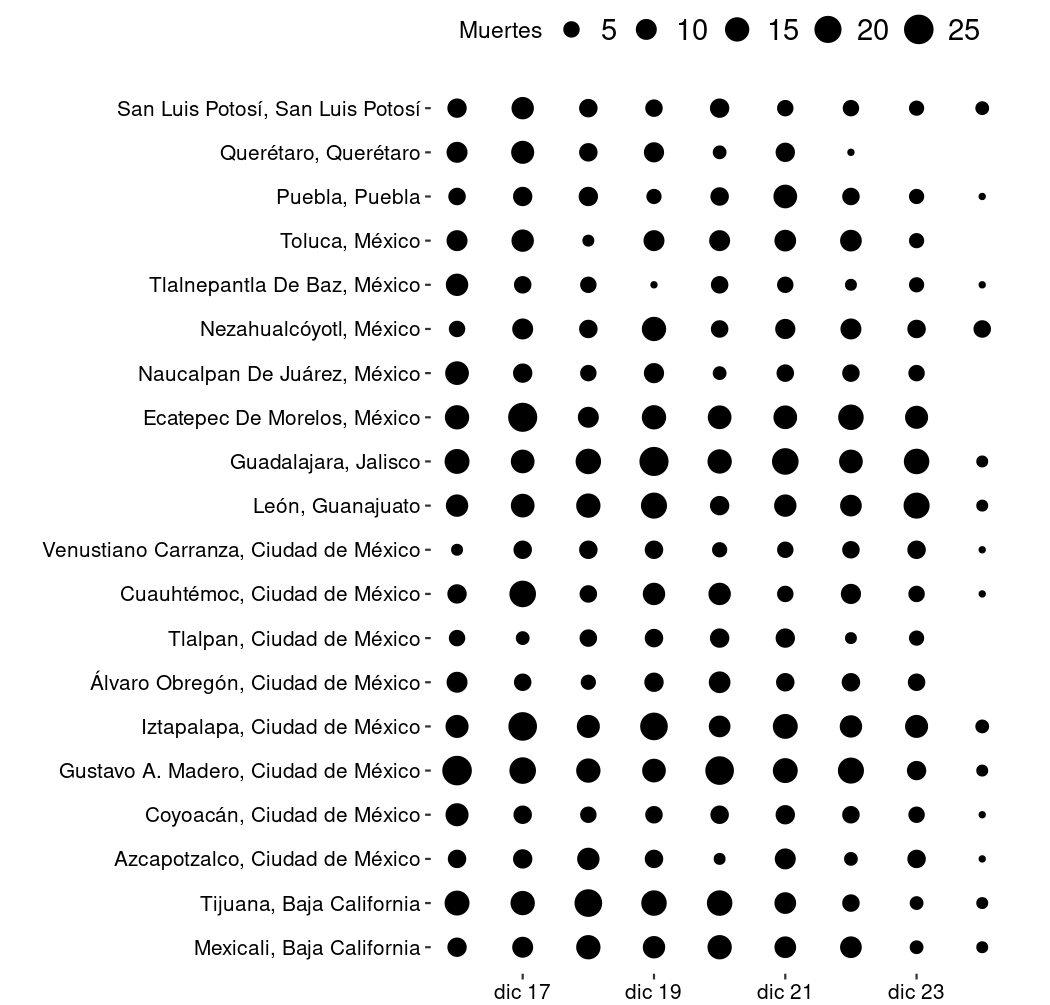 Muertes 5 10 15 20 25
San Luis Potosí, San Luis Potosí
Querétaro, Querétaro
Puebla, Puebla
Toluca, México
Tlalnepantla De Baz, México
Nezahualcóyotl, México
Naucalpan De Juárez, México
Ecatepec De Morelos, México
Guadalajara, Jalisco
León, Guanajuato
Venustiano Carranza, Ciudad de México
Cuauhtémoc, Ciudad de México
Tlalpan, Ciudad de México
Álvaro Obregón, Ciudad de México
Iztapalapa, Ciudad de México
Gustavo A. Madero, Ciudad de México
Coyoacán, Ciudad de México
Azcapotzalco, Ciudad de México
Tijuana, Baja California
Mexicali, Baja California
dic 17 dic 19 dic 21 dic 23